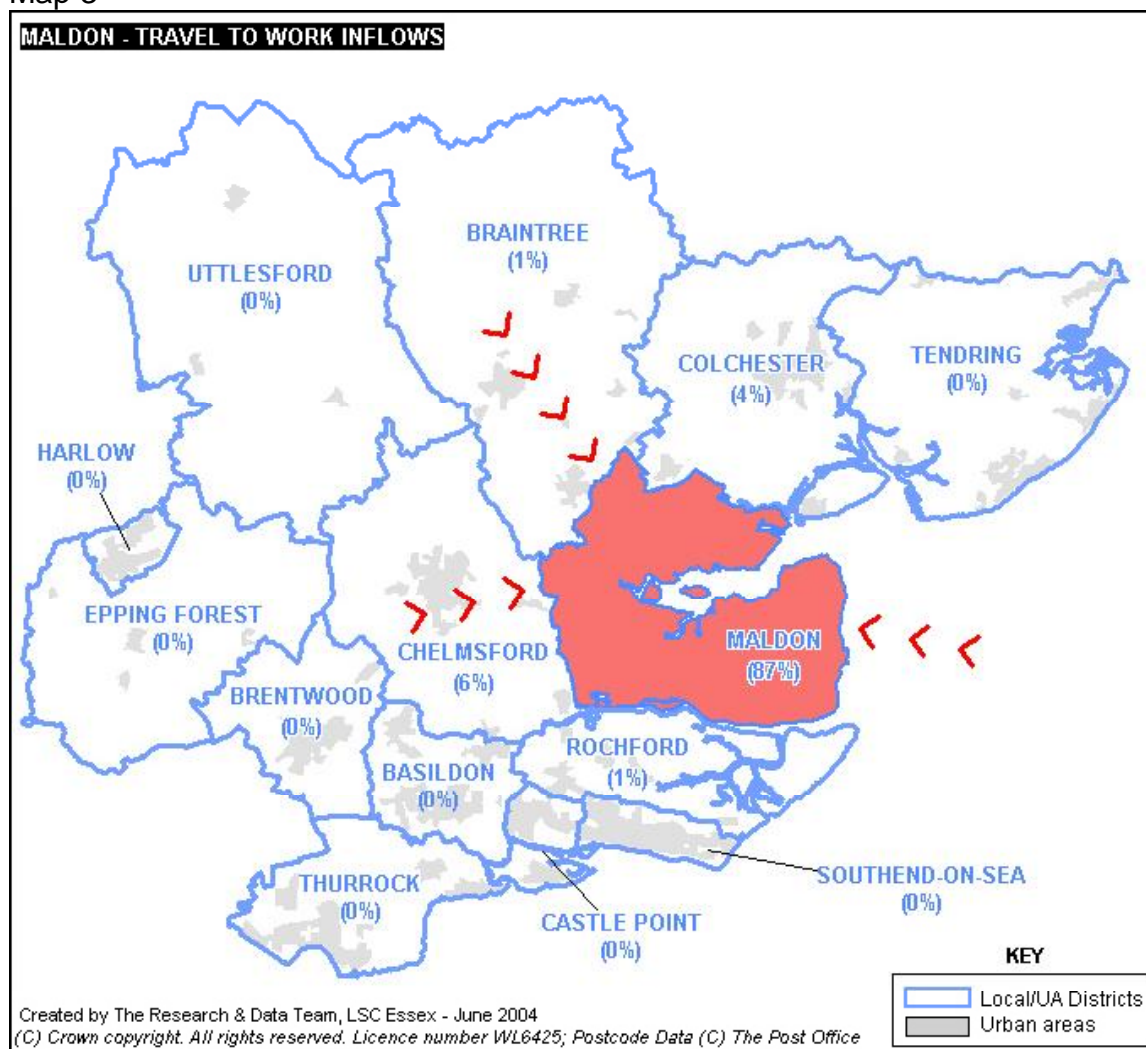 MALDON - TRAVEL TO WORK INFLOWS
BRAINTREE
(1%)
UTTLESFORD
(0%)
COLCHESTER
(4%)
TENDRING
(0%)
HARLOW
(0%)
EPPING FOREST
(0%)
CHELMSFORD
(6%)
MALDON
(87%)
BRENTWOOD
(0%)
ROCHFORD
(1%)
BASILDON
(0%)
THURROCK
(0%)
SOUTHEND-ON-SEA
(0%)
CASTLE POINT
(0%)
KEY
Local/UA Districts
Urban areas
Created by The Research & Data Team, LSC Essex - June 2004
(C) Crown copyright. All rights reserved. Licence number WL6425; Postcode Data (C) The Post Office